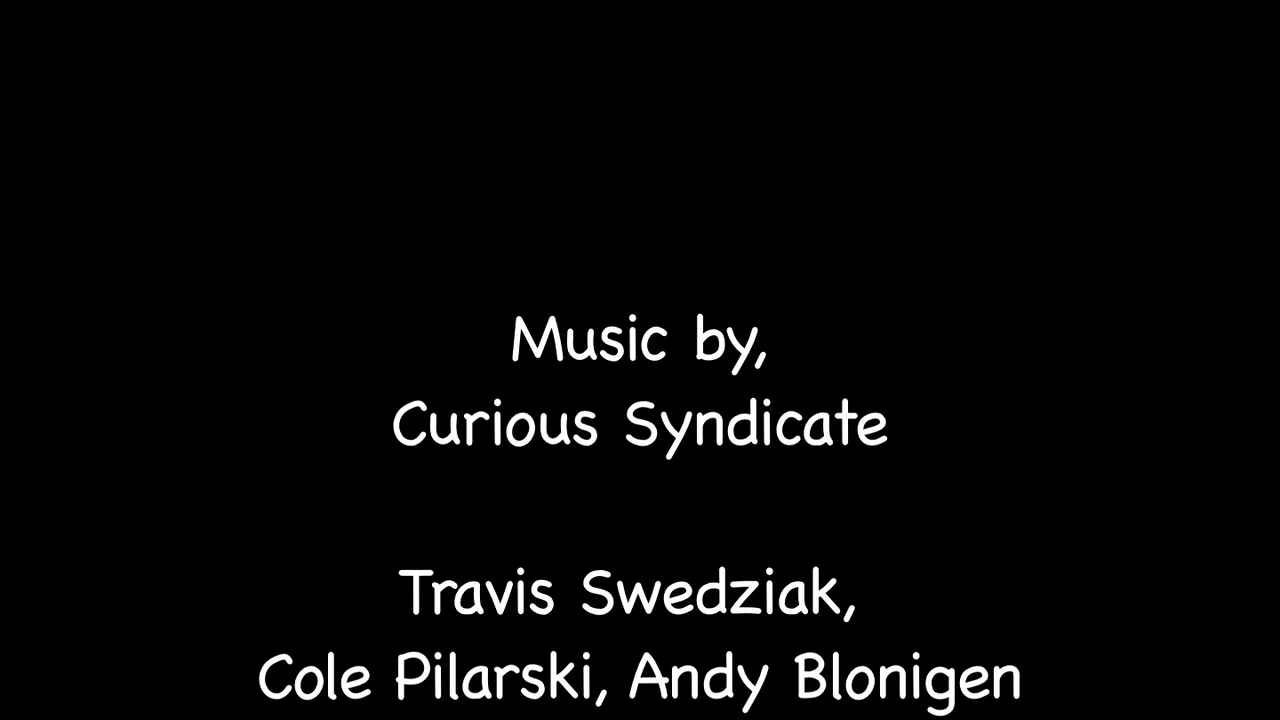 Music by,
Curious Syndicate
Travis Swedziak,
Cole Pilarski, Andy Blonigen